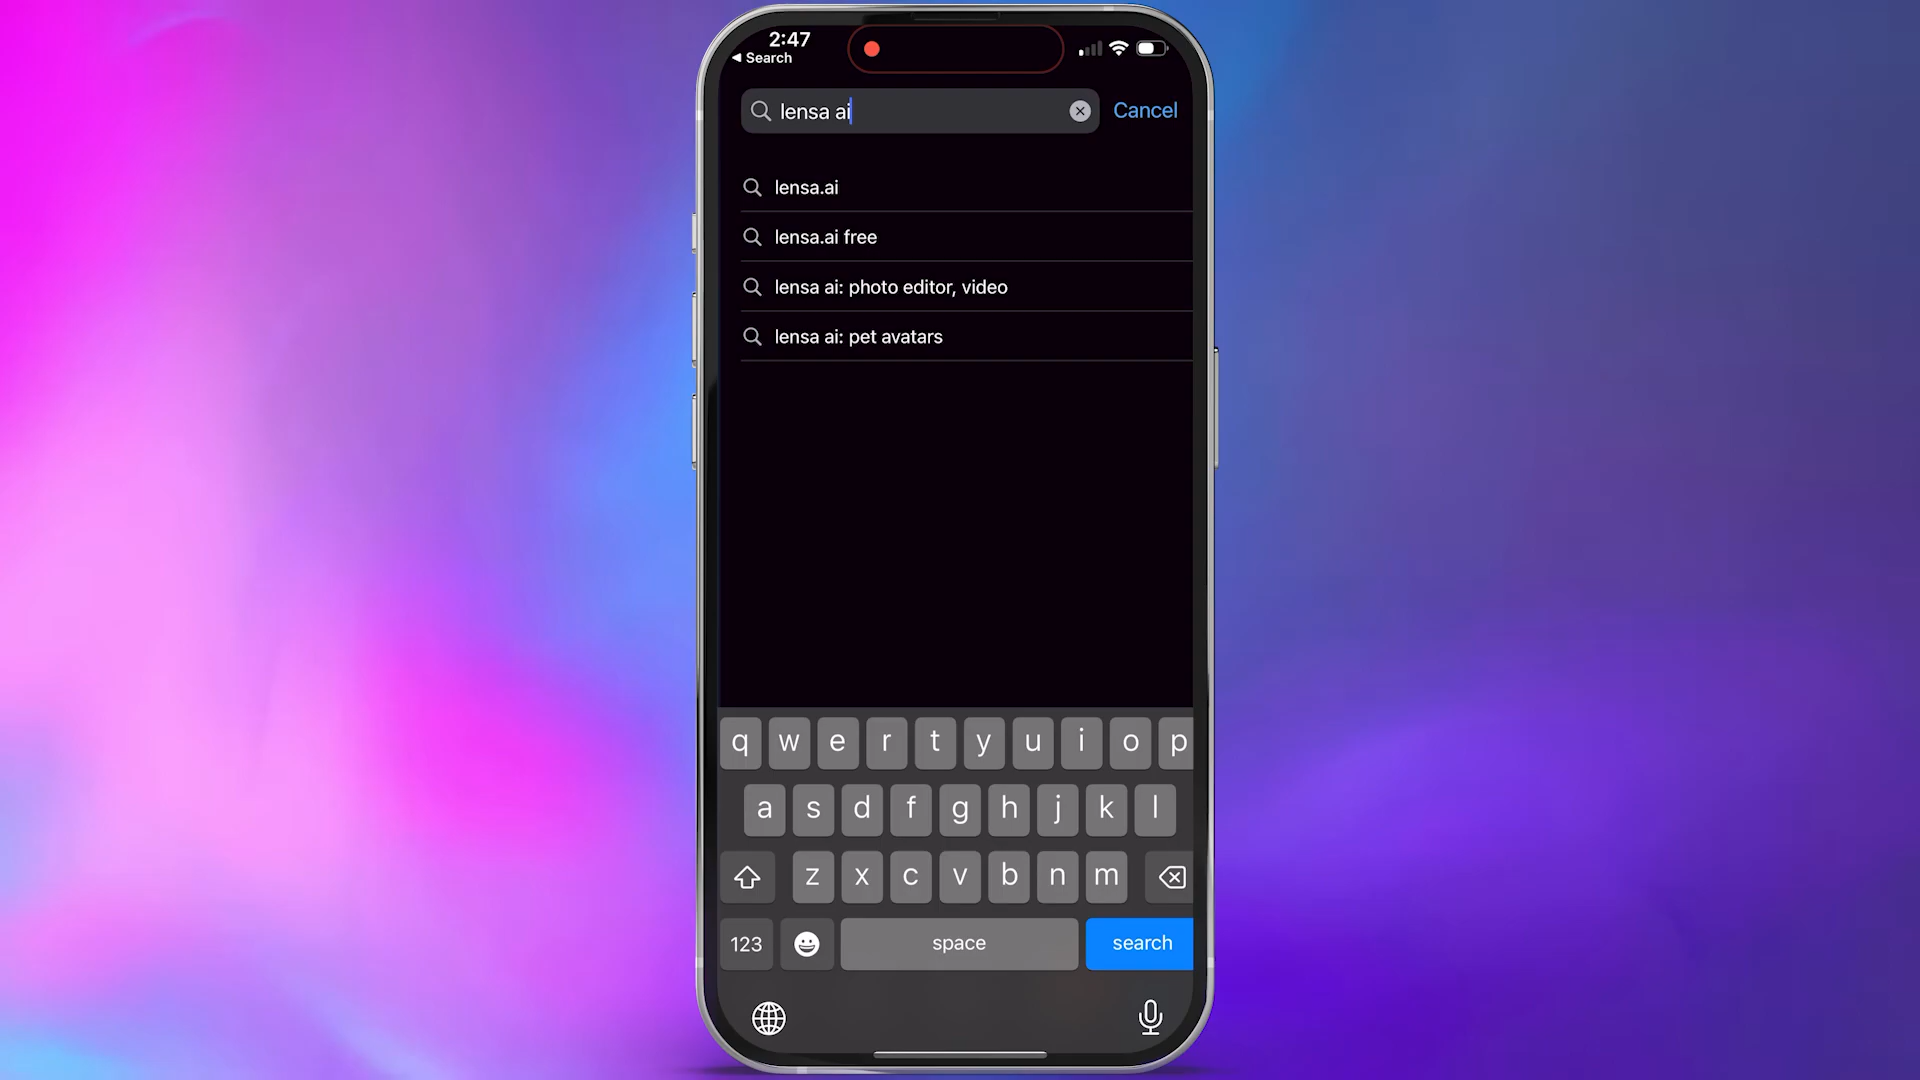 2:47
◀ Search
lensa ai
Cancel
lensa.ai
lensa.ai free
lensa ai: photo editor, video
lensa ai: pet avatars
q w e r t y u i o p
a s d f g h j k l
z x c v b n m
123 space search